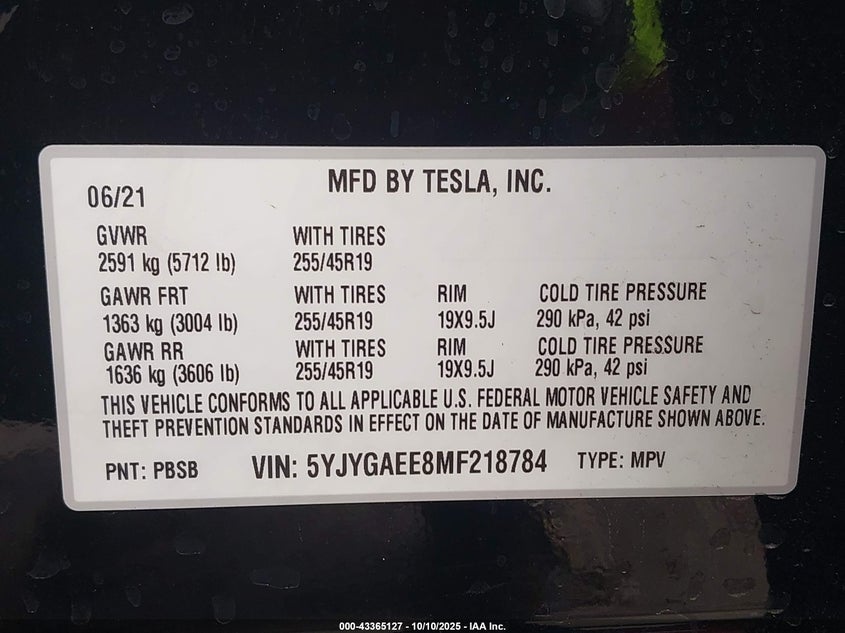 MFD BY TESLA, INC.
06/21
GVWR WITH TIRES
2591 kg (5712 lb) 255/45R19
GAWR FRT WITH TIRES RIM COLD TIRE PRESSURE
1363 kg (3004 lb) 255/45R19 19X9.5J 290 kPa, 42 psi
GAWR RR WITH TIRES RIM COLD TIRE PRESSURE
1636 kg (3606 lb) 255/45R19 19X9.5J 290 kPa, 42 psi
THIS VEHICLE CONFORMS TO ALL APPLICABLE U.S. FEDERAL MOTOR VEHICLE SAFETY AND
THEFT PREVENTION STANDARDS IN EFFECT ON THE DATE OF MANUFACTURE SHOWN ABOVE.
PNT: PBSB VIN: 5YJYGAEE8MF218784 TYPE: MPV
000-43365127 - 10/10/2025 - IAA Inc.